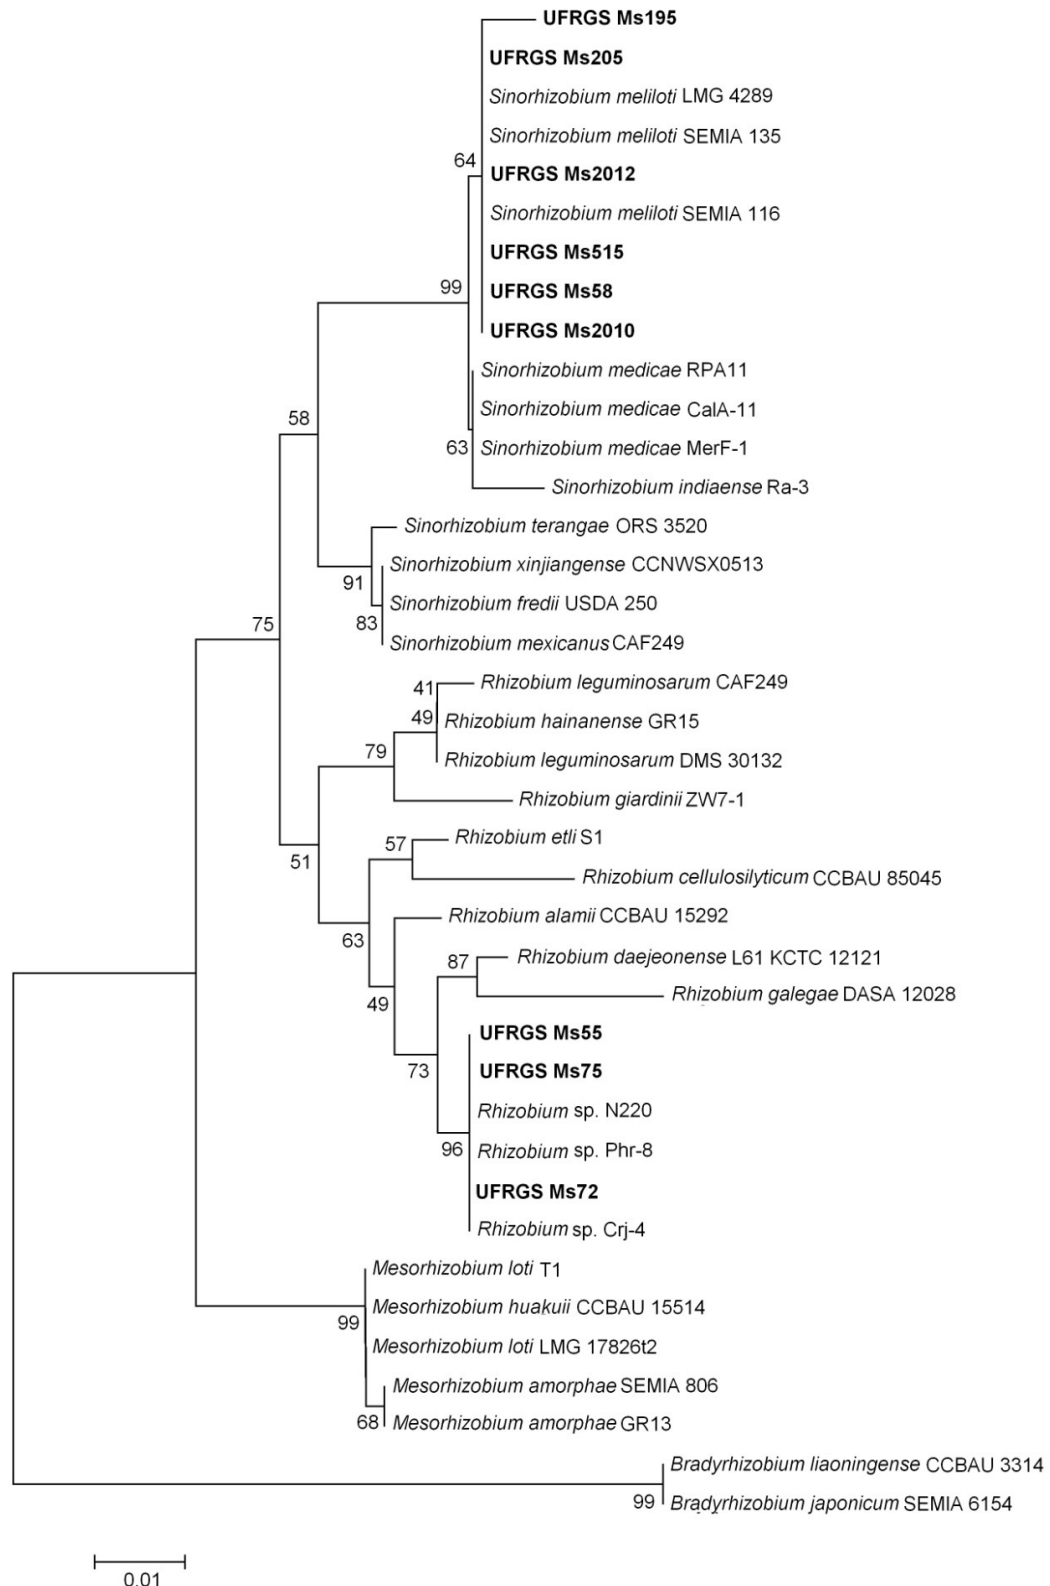 UFRGS Ms195
UFRGS Ms205
Sinorhizobium meliloti LMG 4289
Sinorhizobium meliloti SEMIA 135
64
UFRGS Ms2012
Sinorhizobium meliloti SEMIA 116
UFRGS Ms515
99
UFRGS Ms58
UFRGS Ms2010
Sinorhizobium medicae RPA11
Sinorhizobium medicae CalA-11
58
63
Sinorhizobium medicae MerF-1
Sinorhizobium indiaense Ra-3
Sinorhizobium terangae ORS 3520
Sinorhizobium xinjiangense CCNWSX0513
91
Sinorhizobium fredii USDA 250
83
75
Sinorhizobium mexicanus CAF249
41
Rhizobium leguminosarum CAF249
49
Rhizobium hainanense GR15
79
Rhizobium leguminosarum DMS 30132
Rhizobium giardinii ZW7-1
57
Rhizobium etli S1
51
Rhizobium cellulosilyticum CCBAU 85045
Rhizobium alamii CCBAU 15292
63
87
Rhizobium daejeonense L61 KCTC 12121
Rhizobium galegae DASA 12028
49
UFRGS Ms55
73
UFRGS Ms75
Rhizobium sp. N220
96
Rhizobium sp. Phr-8
UFRGS Ms72
Rhizobium sp. Crj-4
Mesorhizobium loti T1
Mesorhizobium huakuii CCBAU 15514
99
Mesorhizobium loti LMG 17826t2
Mesorhizobium amorphae SEMIA 806
68
Mesorhizobium amorphae GR13
Bradyrhizobium liaoningense CCBAU 3314
99
Bradyrhizobium japonicum SEMIA 6154
0.01